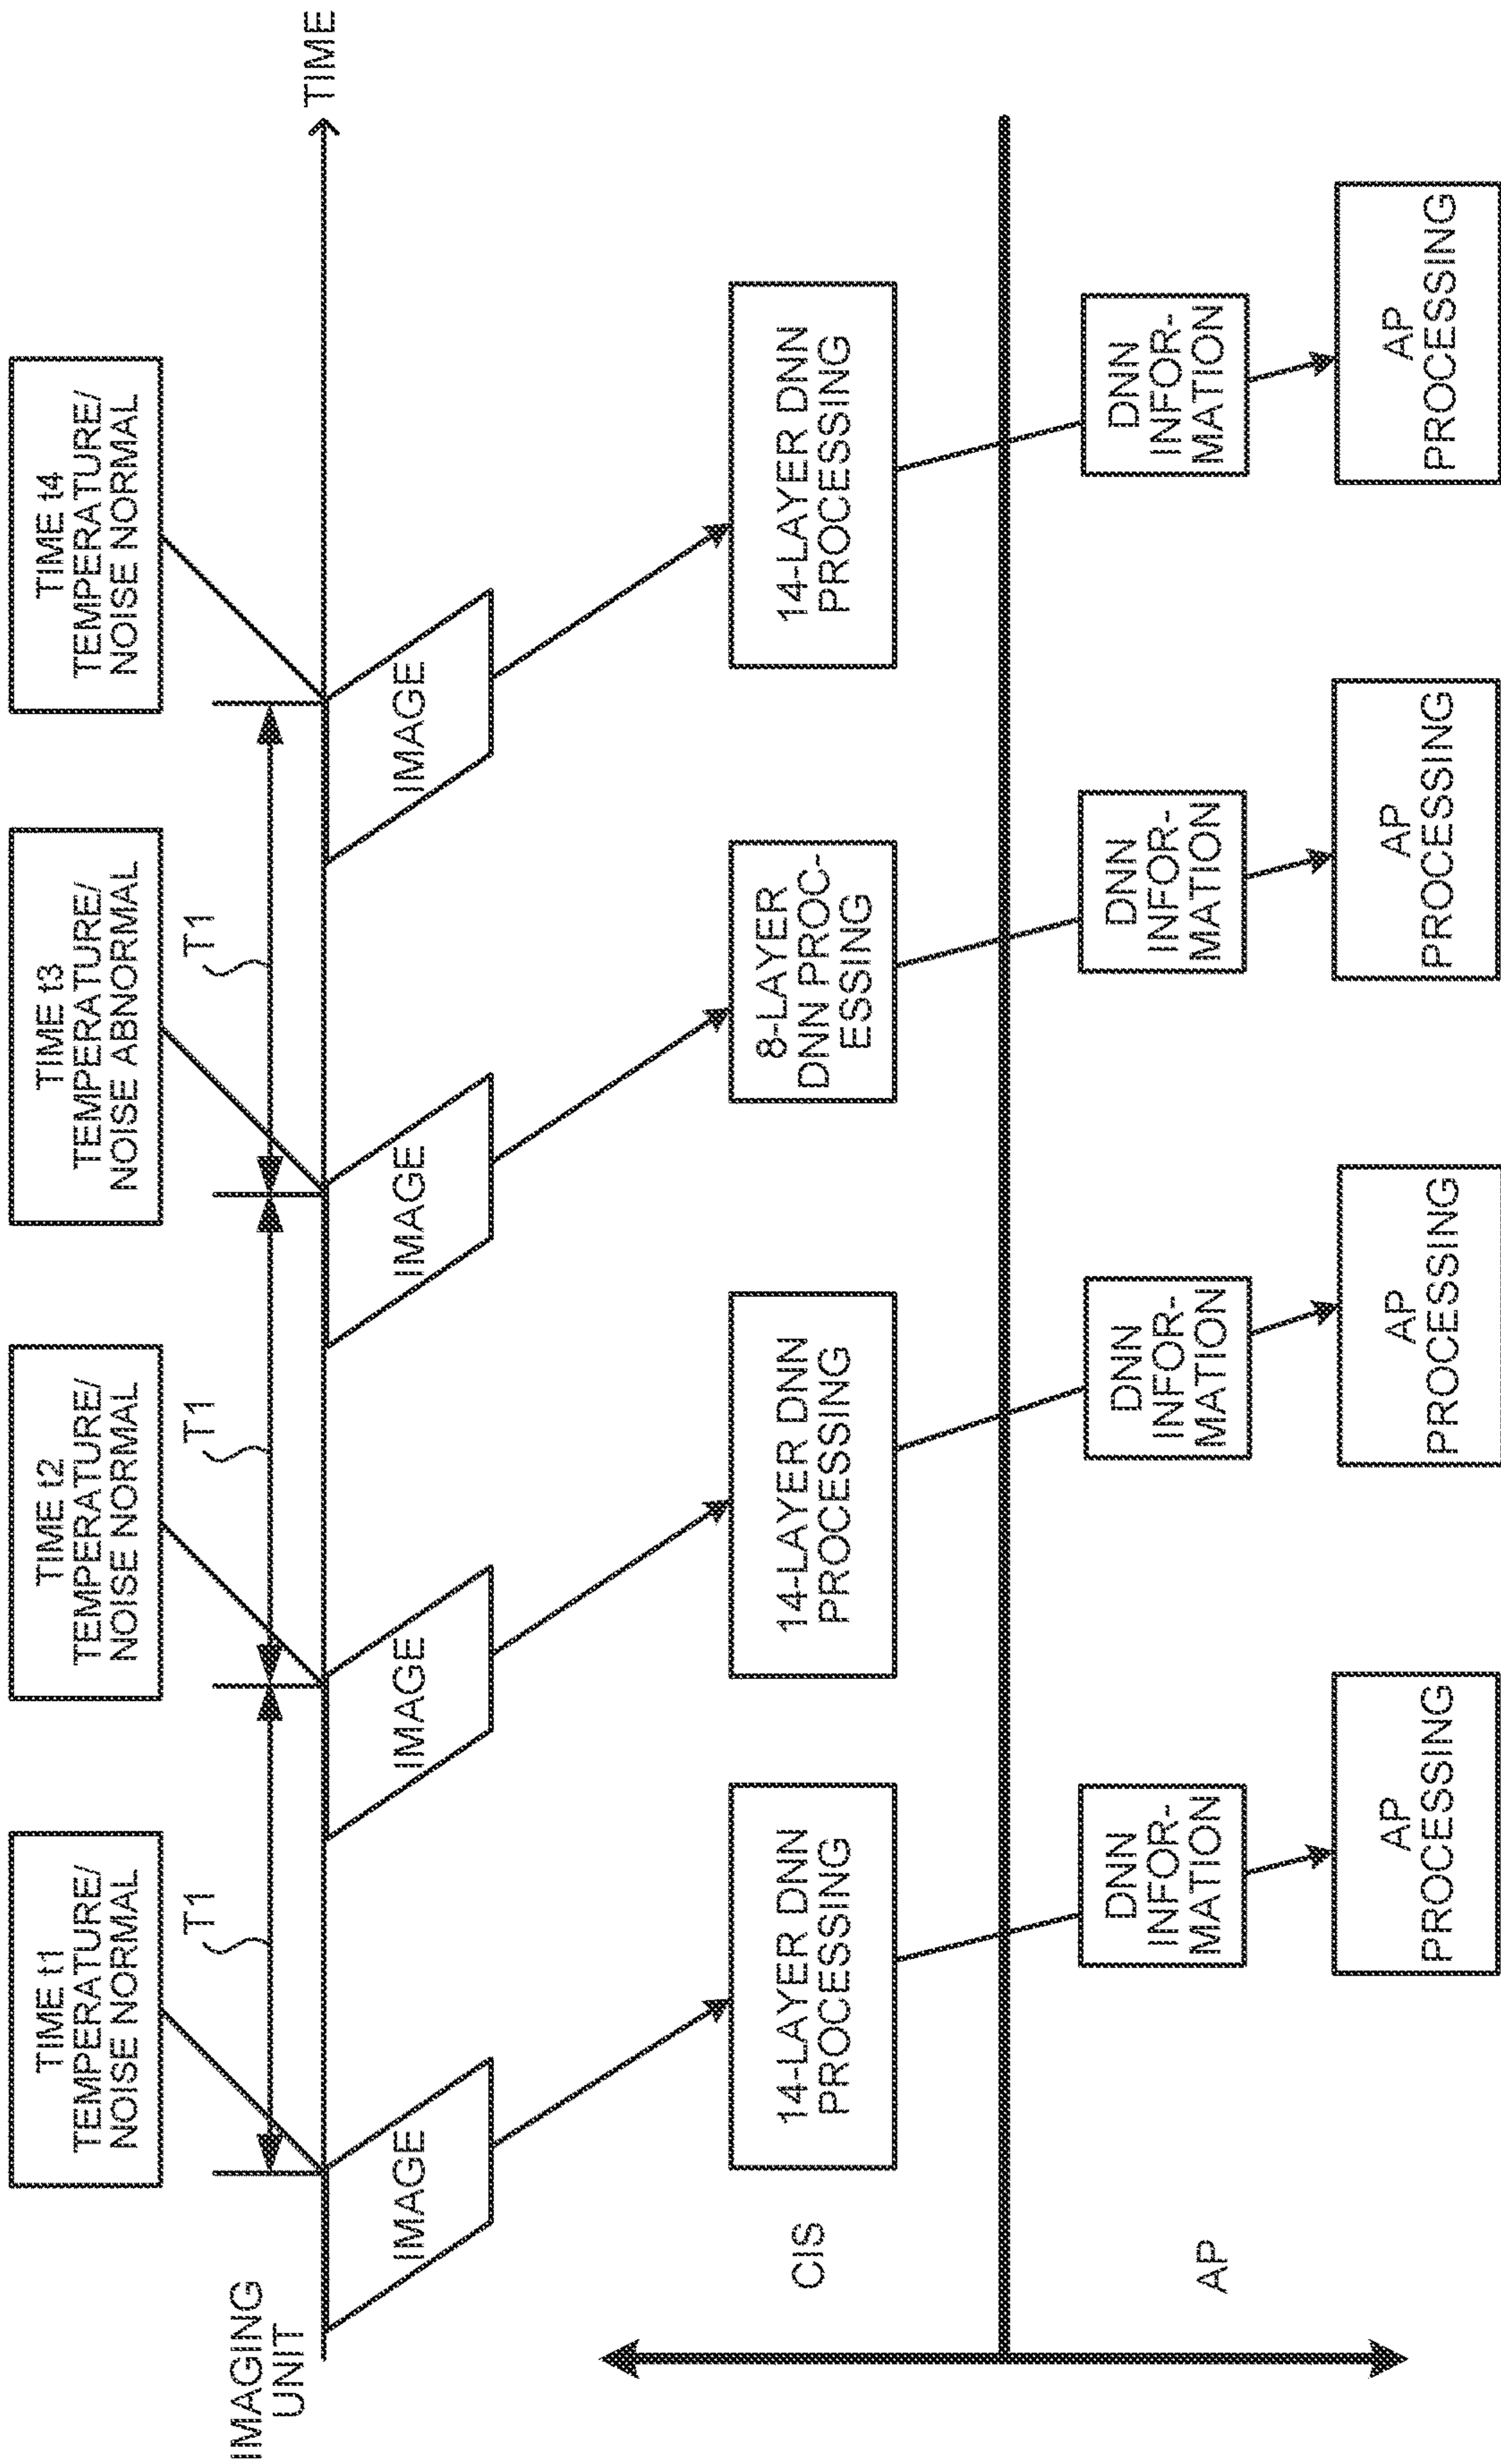 TIME t1
TEMPERATURE/
NOISE NORMAL
TIME t2
TEMPERATURE/
NOISE NORMAL
TIME t3
TEMPERATURE/
NOISE ABNORMAL
TIME t4
TEMPERATURE/
NOISE NORMAL
T1
T1
T1
IMAGING
UNIT
TIME
IMAGE
IMAGE
IMAGE
IMAGE
CIS
14-LAYER DNN
PROCESSING
14-LAYER DNN
PROCESSING
8-LAYER
DNN PROC-
ESSING
14-LAYER DNN
PROCESSING
AP
DNN
INFOR-
MATION
DNN
INFOR-
MATION
DNN
INFOR-
MATION
DNN
INFOR-
MATION
AP
PROCESSING
AP
PROCESSING
AP
PROCESSING
AP
PROCESSING